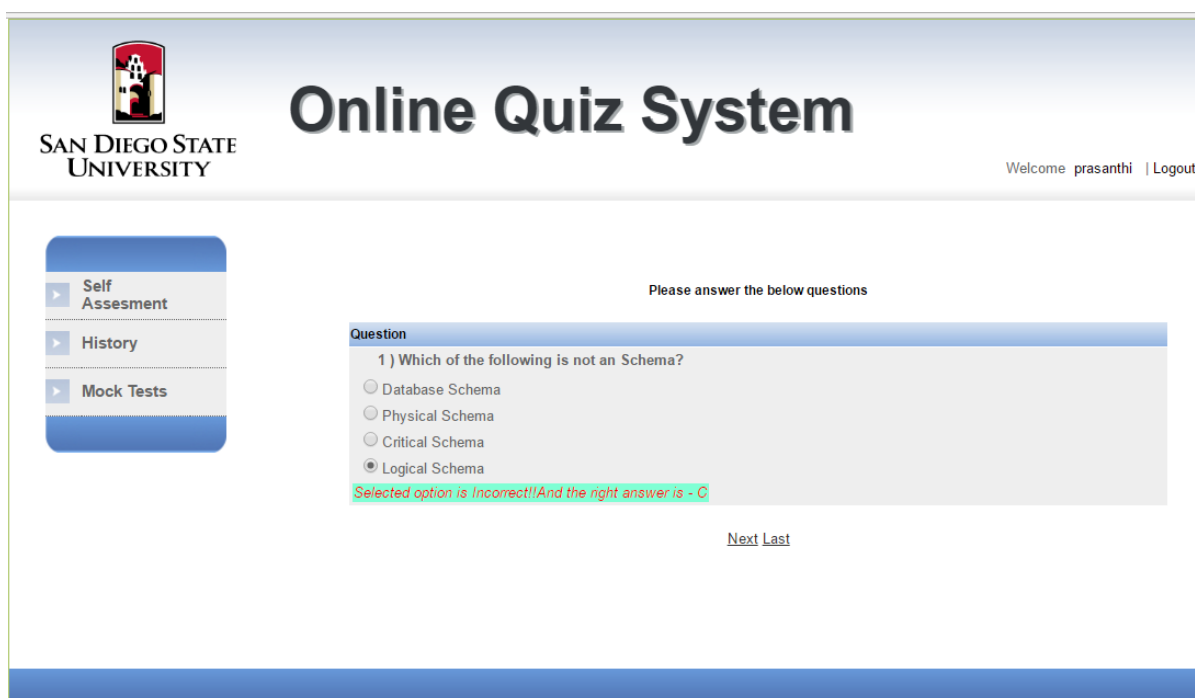 SAN DIEGO STATE
UNIVERSITY
Online Quiz System
Welcome prasanthi | Logout
Self
Assesment
History
Mock Tests
Please answer the below questions
Question
1 ) Which of the following is not an Schema?
Database Schema
Physical Schema
Critical Schema
Logical Schema
Selected option is Incorrect!!And the right answer is - C
Next Last